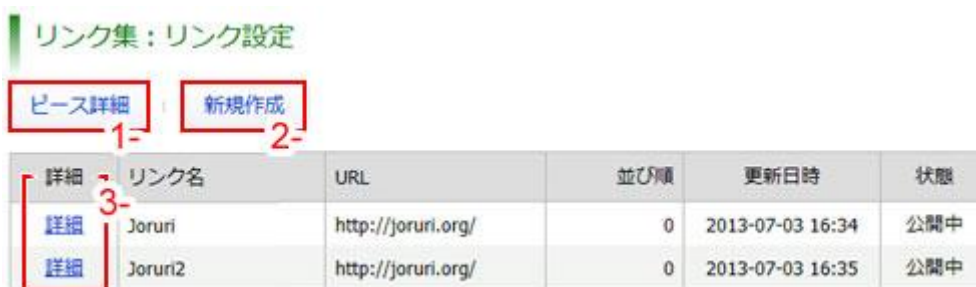 リンク集：リンク設定
ピース詳細 新規作成
1- 2-
詳細 リンク名 URL 並び順 更新日時 状態
3-
詳細 Joruri http://joruri.org/ 0 2013-07-03 16:34 公開中
詳細 Joruri2 http://joruri.org/ 0 2013-07-03 16:35 公開中